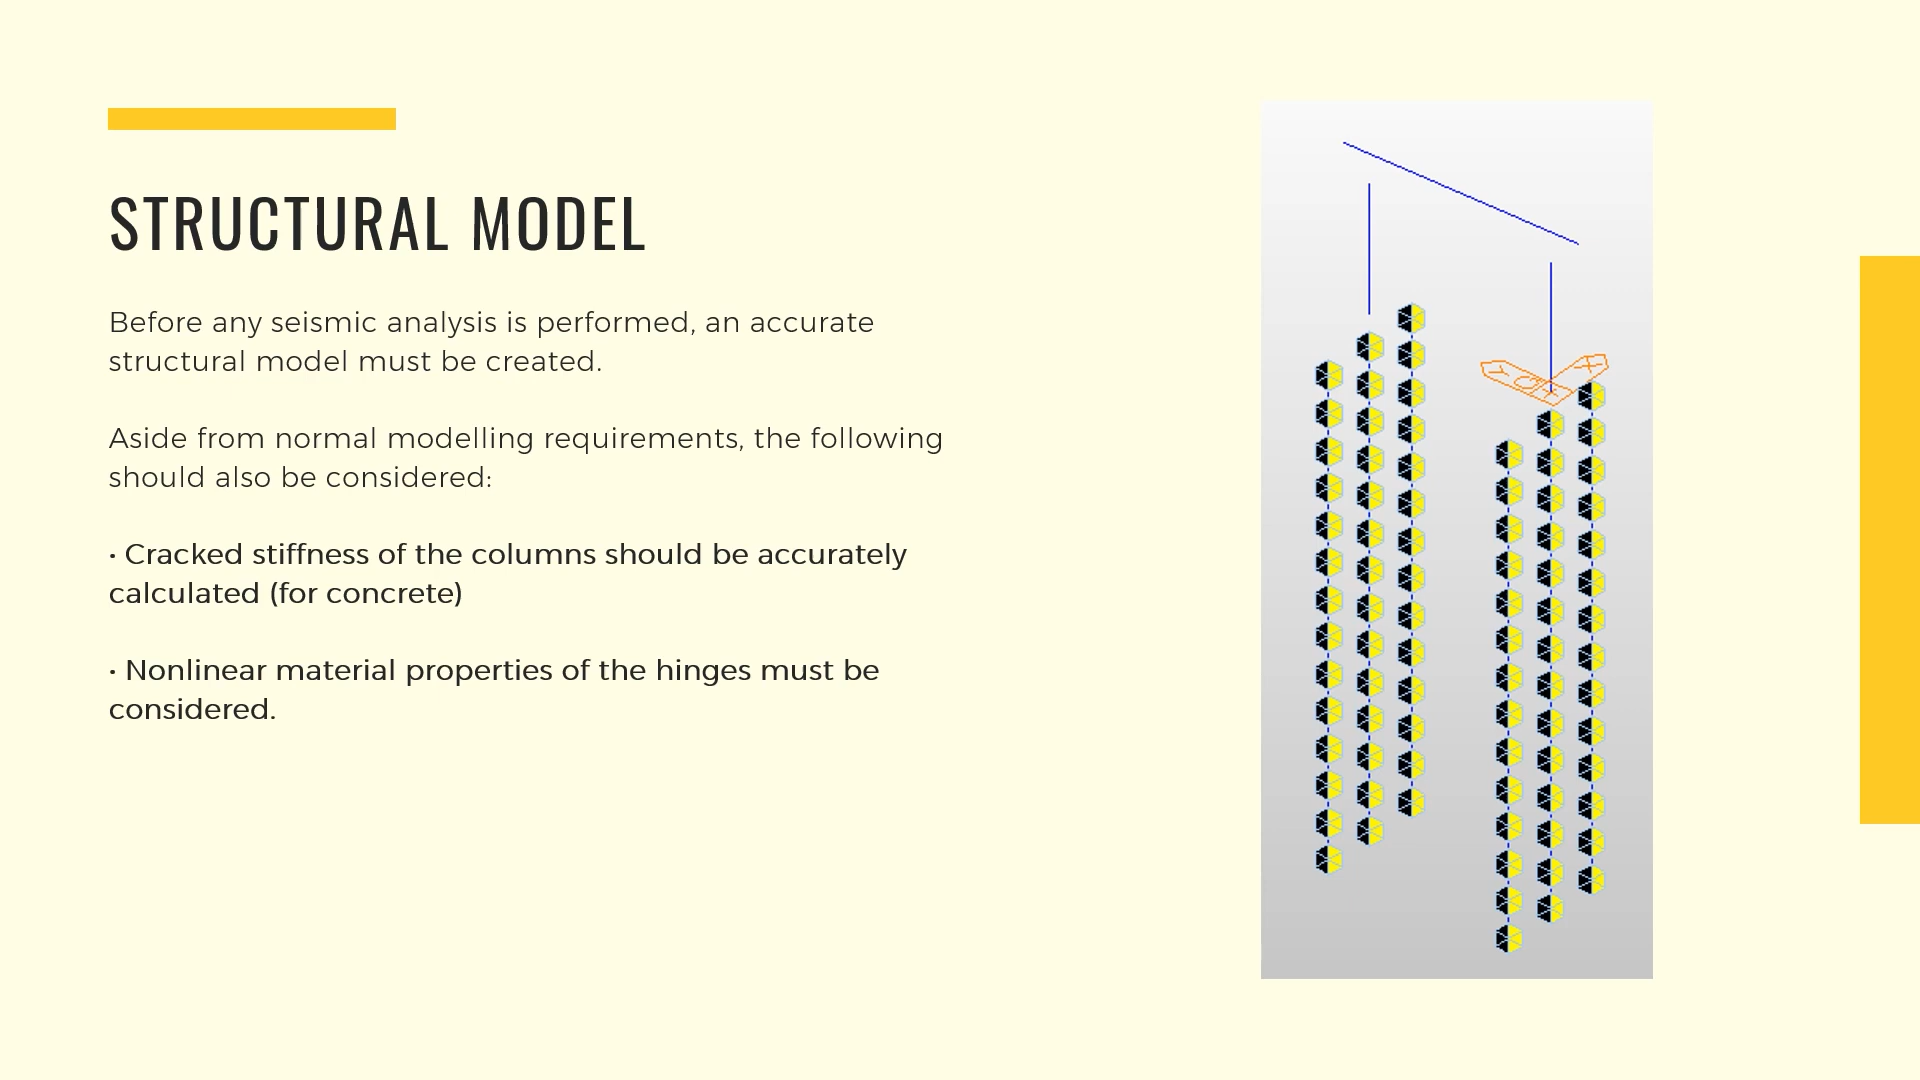 STRUCTURAL MODEL
Before any seismic analysis is performed, an accurate
structural model must be created.
Aside from normal modelling requirements, the following
should also be considered:
• Cracked stiffness of the columns should be accurately
calculated (for concrete)
• Nonlinear material properties of the hinges must be
considered.
Y
X